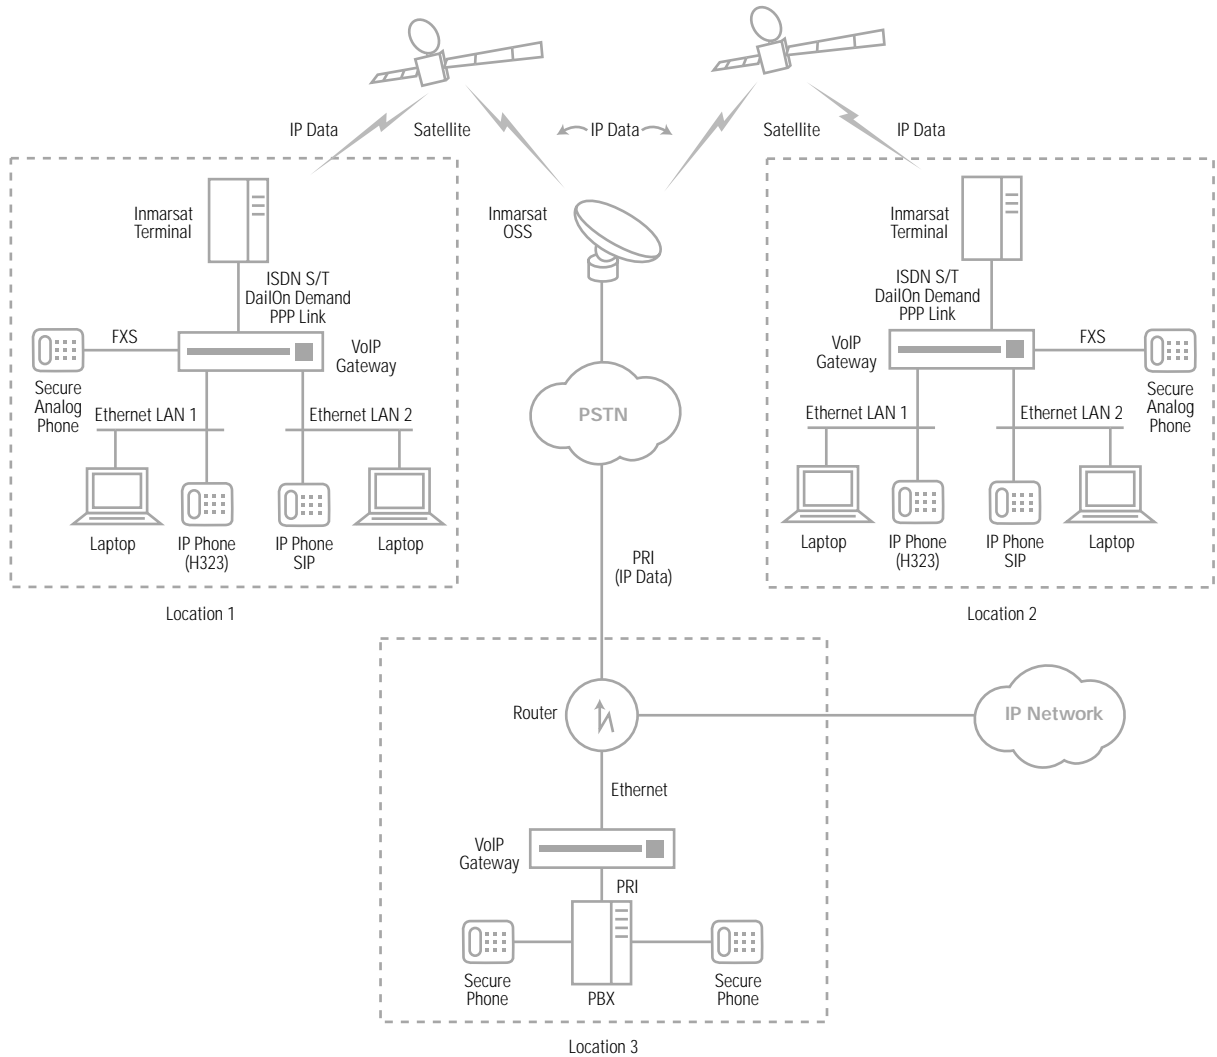 IP Data
Satellite
IP Data
Satellite
IP Data
Inmarsat
Terminal
Inmarsat
OSS
Inmarsat
Terminal
ISDN S/T
DailOn Demand
PPP Link
ISDN S/T
DailOn Demand
PPP Link
FXS
VoIP
Gateway
VoIP
Gateway
FXS
Secure
Analog
Phone
Secure
Analog
Phone
Ethernet LAN 1
Ethernet LAN 2
PSTN
Ethernet LAN 1
Ethernet LAN 2
Laptop
IP Phone
(H323)
IP Phone
SIP
Laptop
Laptop
IP Phone
(H323)
IP Phone
SIP
Laptop
PRI
(IP Data)
Location 1
Location 2
Router
IP Network
Ethernet
VoIP
Gateway
PRI
Secure
Phone
PBX
Secure
Phone
Location 3